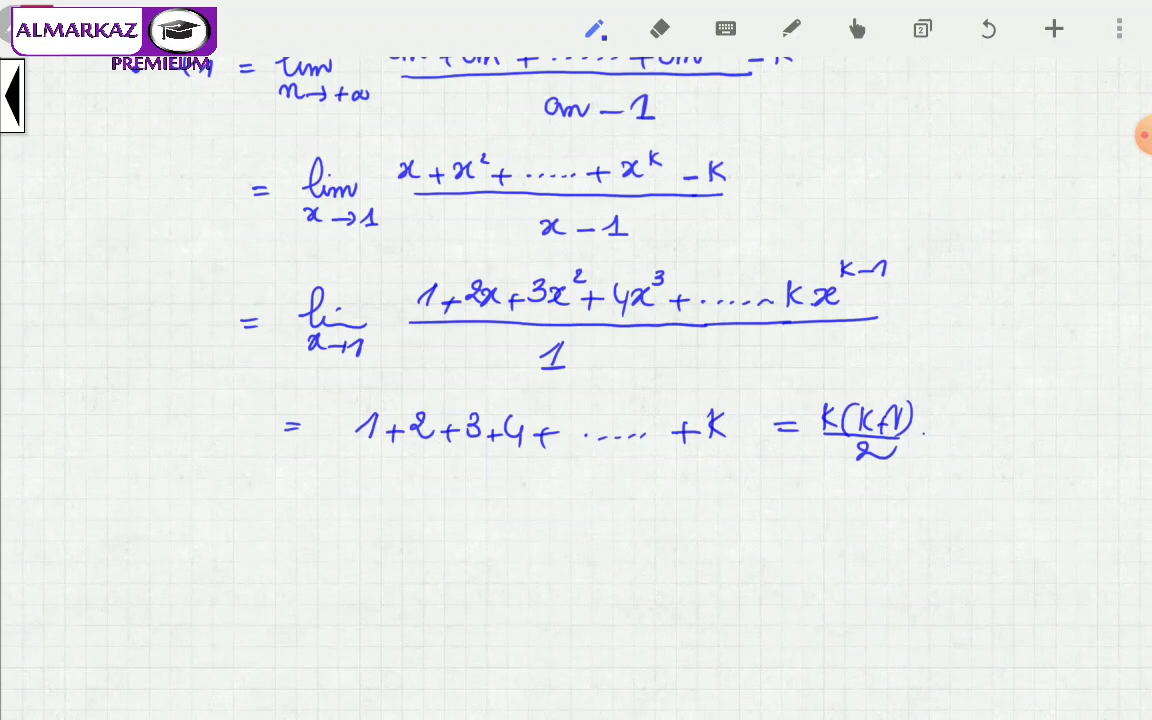 ALMARKAZ
PREMIEUM
= lim n→+∞
an - 1
= lim x→1 (x + x² + ..... + x^k - k) / (x - 1)
= lim x→1 (1 + 2x + 3x² + 4x³ + ...... k x^(k-1)) / 1
= 1 + 2 + 3 + 4 + ...... + k = k(k+1)/2 .